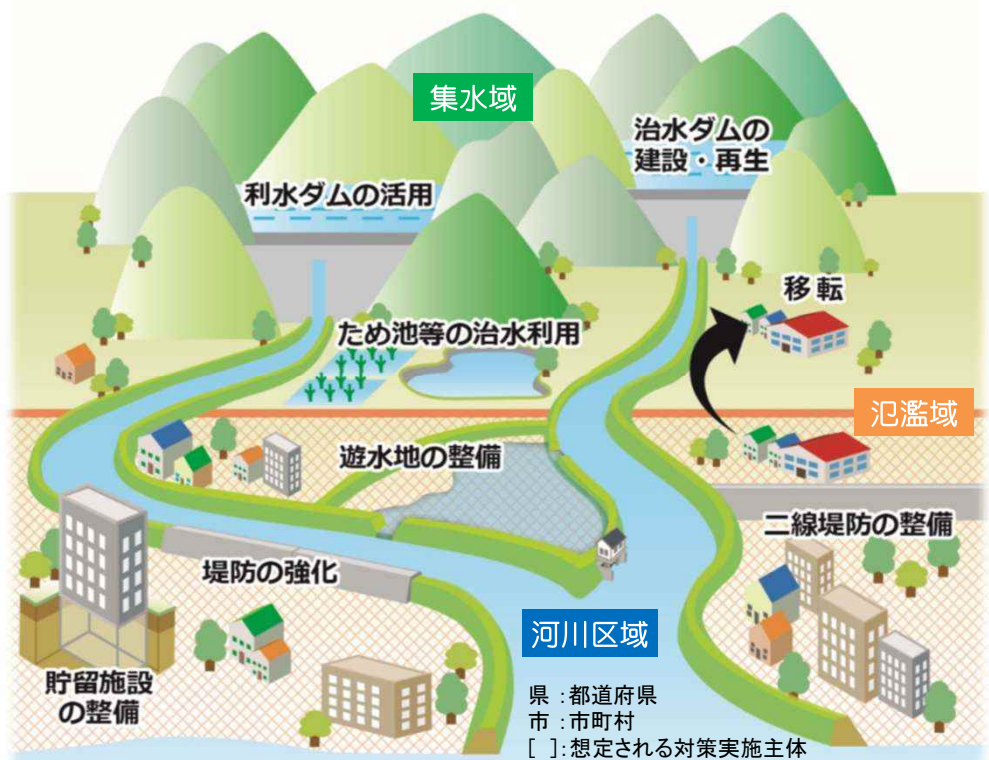 集水域
治水ダムの
建設・再生
利水ダムの活用
移転
ため池等の治水利用
氾濫域
遊水地の整備
二線堤防の整備
堤防の強化
河川区域
貯留施設
の整備
県：都道府県
市：市町村
[ ]：想定される対策実施主体